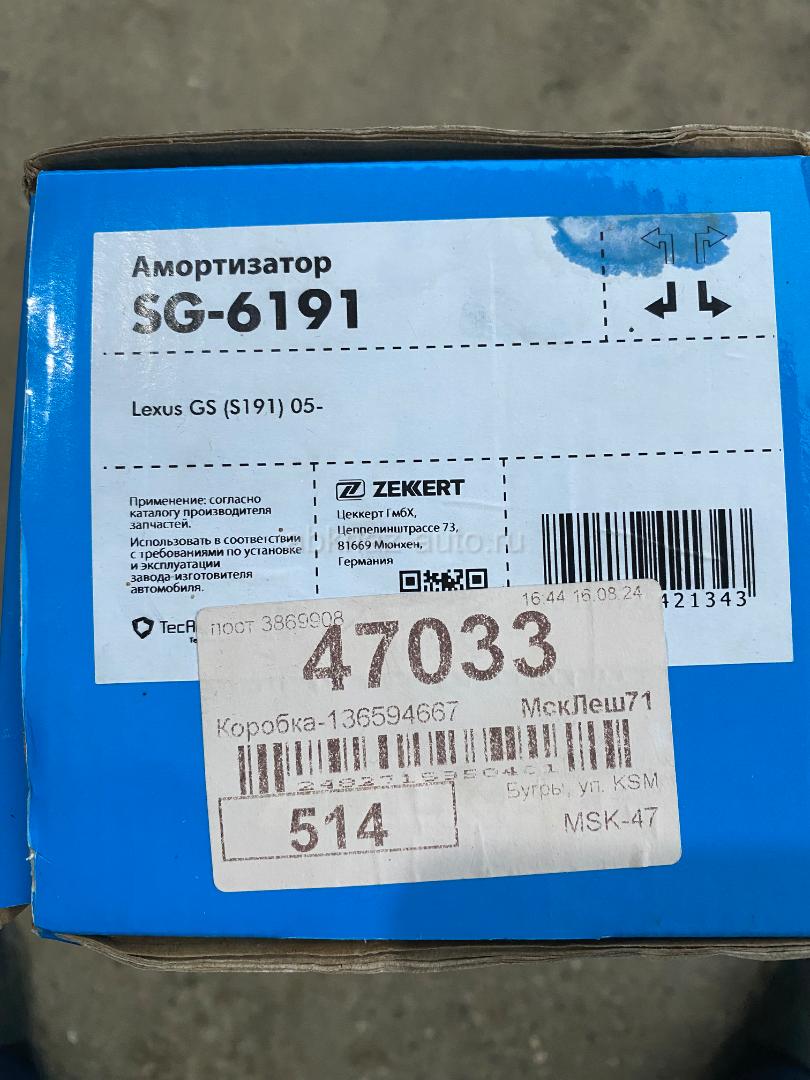 Амортизатор
SG-6191
Lexus GS (S191) 05-
Применение: согласно
каталогу производителя
запчастей.
Использовать в соответствии
с требованиями по установке
и эксплуатации
завода-изготовителя
автомобиля.
ZEKKERT
Цеккерт ГмбХ,
Цеппелинштрассе 73,
81669 Мюнхен,
Германия
421343
пост 3869908
16:44 16.08.24
47033
Коробка-136594667
МскЛеш71
Бугры, уп. KSM
514
MSK-47